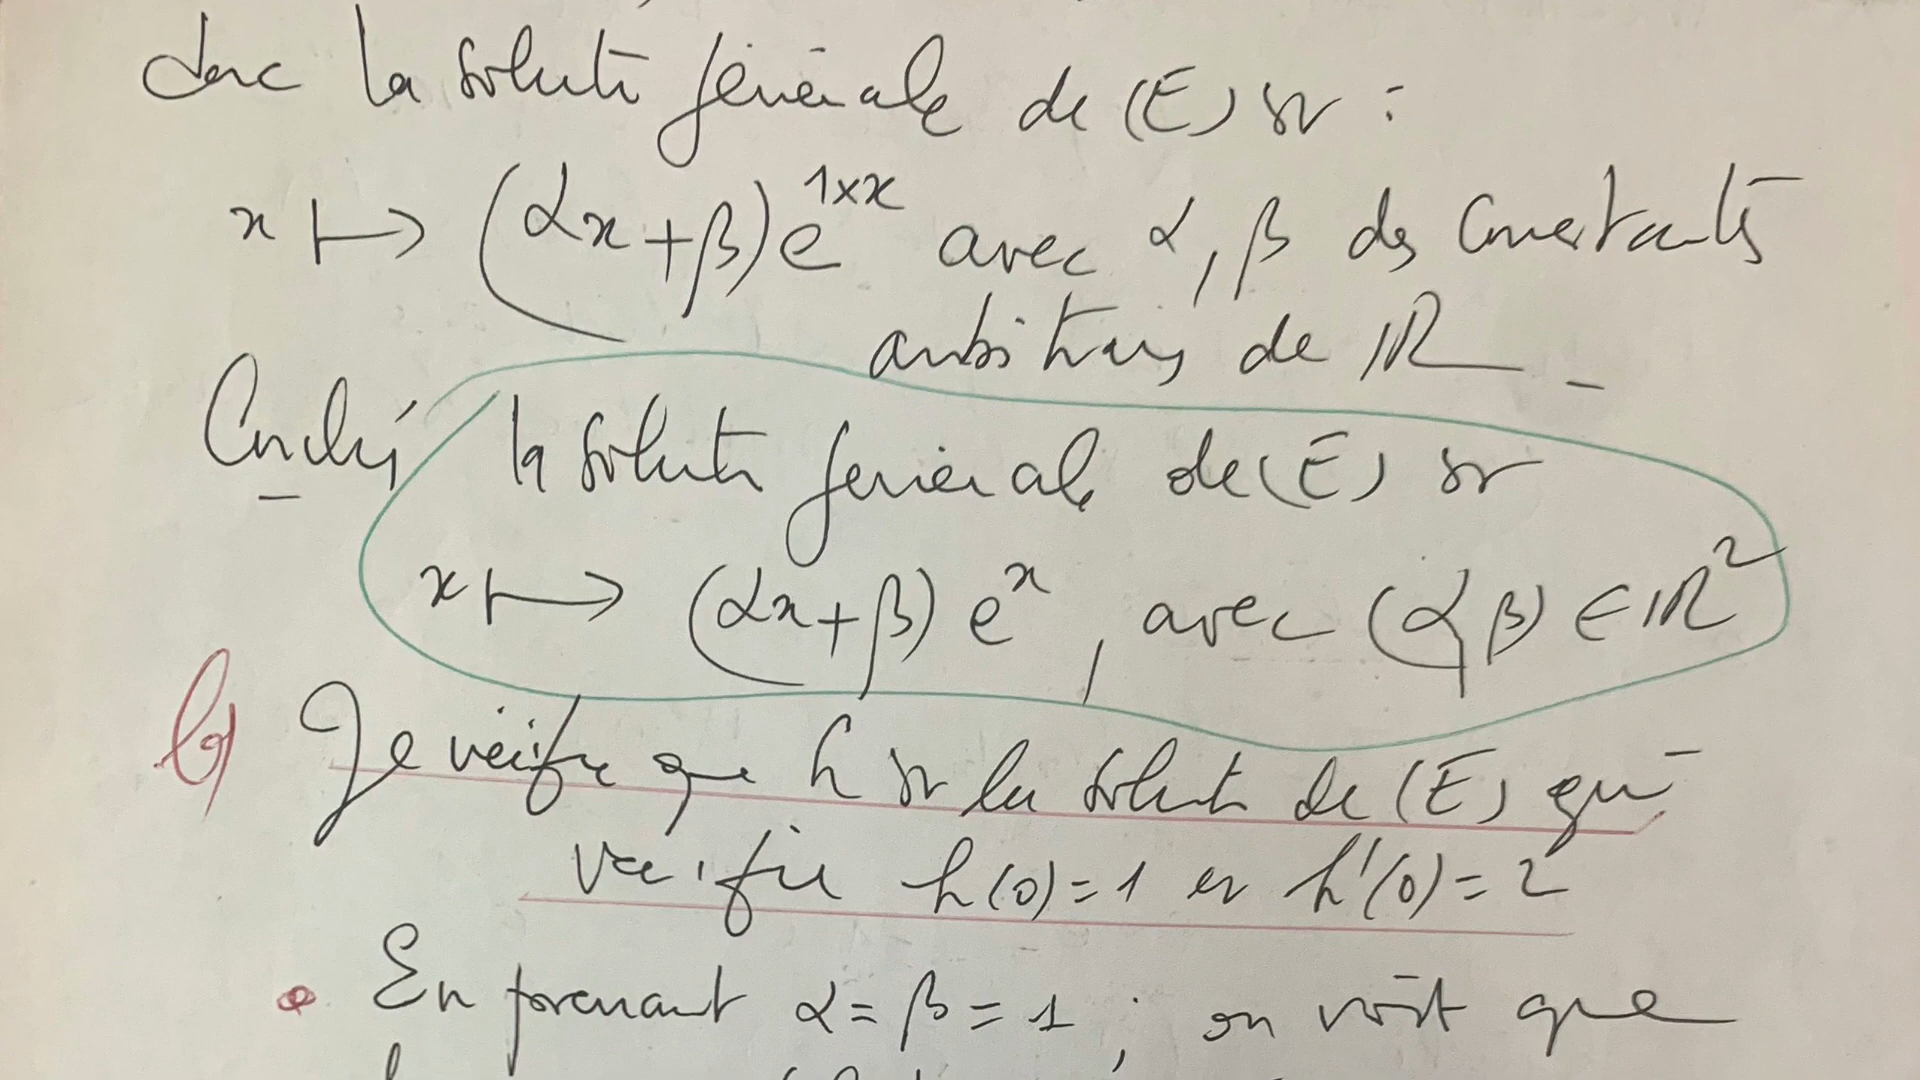 donc la solution générale de (E) est :
x ↦ (αx+β)e^{1×x} avec α, β des constantes
arbitraires de ℝ.
Conclusion la solution générale de (E) est
x ↦ (αx+β) e^x, avec (α,β) ∈ ℝ²
b) Je vérifie que h est la solution de (E) qui
vérifie h(0)=1 et h'(0)=2
• En prenant α=β=1 ; on voit que